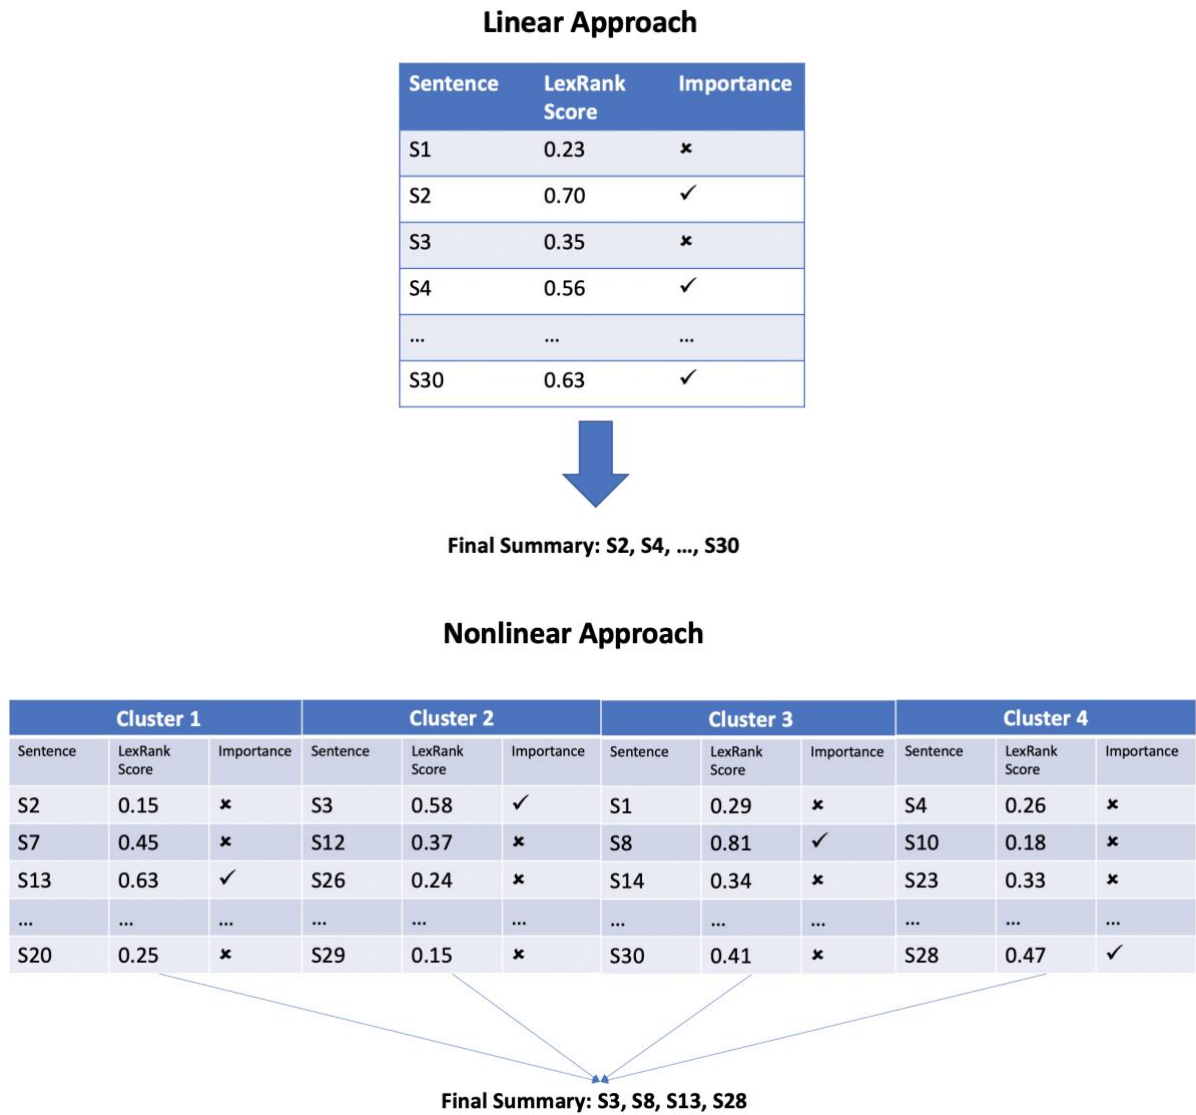 Linear Approach
Sentence LexRank Importance
Score
S1 0.23 ✖
S2 0.70 ✓
S3 0.35 ✖
S4 0.56 ✓
... ... ...
S30 0.63 ✓
Final Summary: S2, S4, ..., S30
Nonlinear Approach
Cluster 1 Cluster 2 Cluster 3 Cluster 4
Sentence LexRank Importance Sentence LexRank Importance Sentence LexRank Importance Sentence LexRank Importance
Score Score Score Score
S2 0.15 ✖ S3 0.58 ✓ S1 0.29 ✖ S4 0.26 ✖
S7 0.45 ✖ S12 0.37 ✖ S8 0.81 ✓ S10 0.18 ✖
S13 0.63 ✓ S26 0.24 ✖ S14 0.34 ✖ S23 0.33 ✖
... ... ... ... ... ... ... ... ... ... ... ...
S20 0.25 ✖ S29 0.15 ✖ S30 0.41 ✖ S28 0.47 ✓
Final Summary: S3, S8, S13, S28